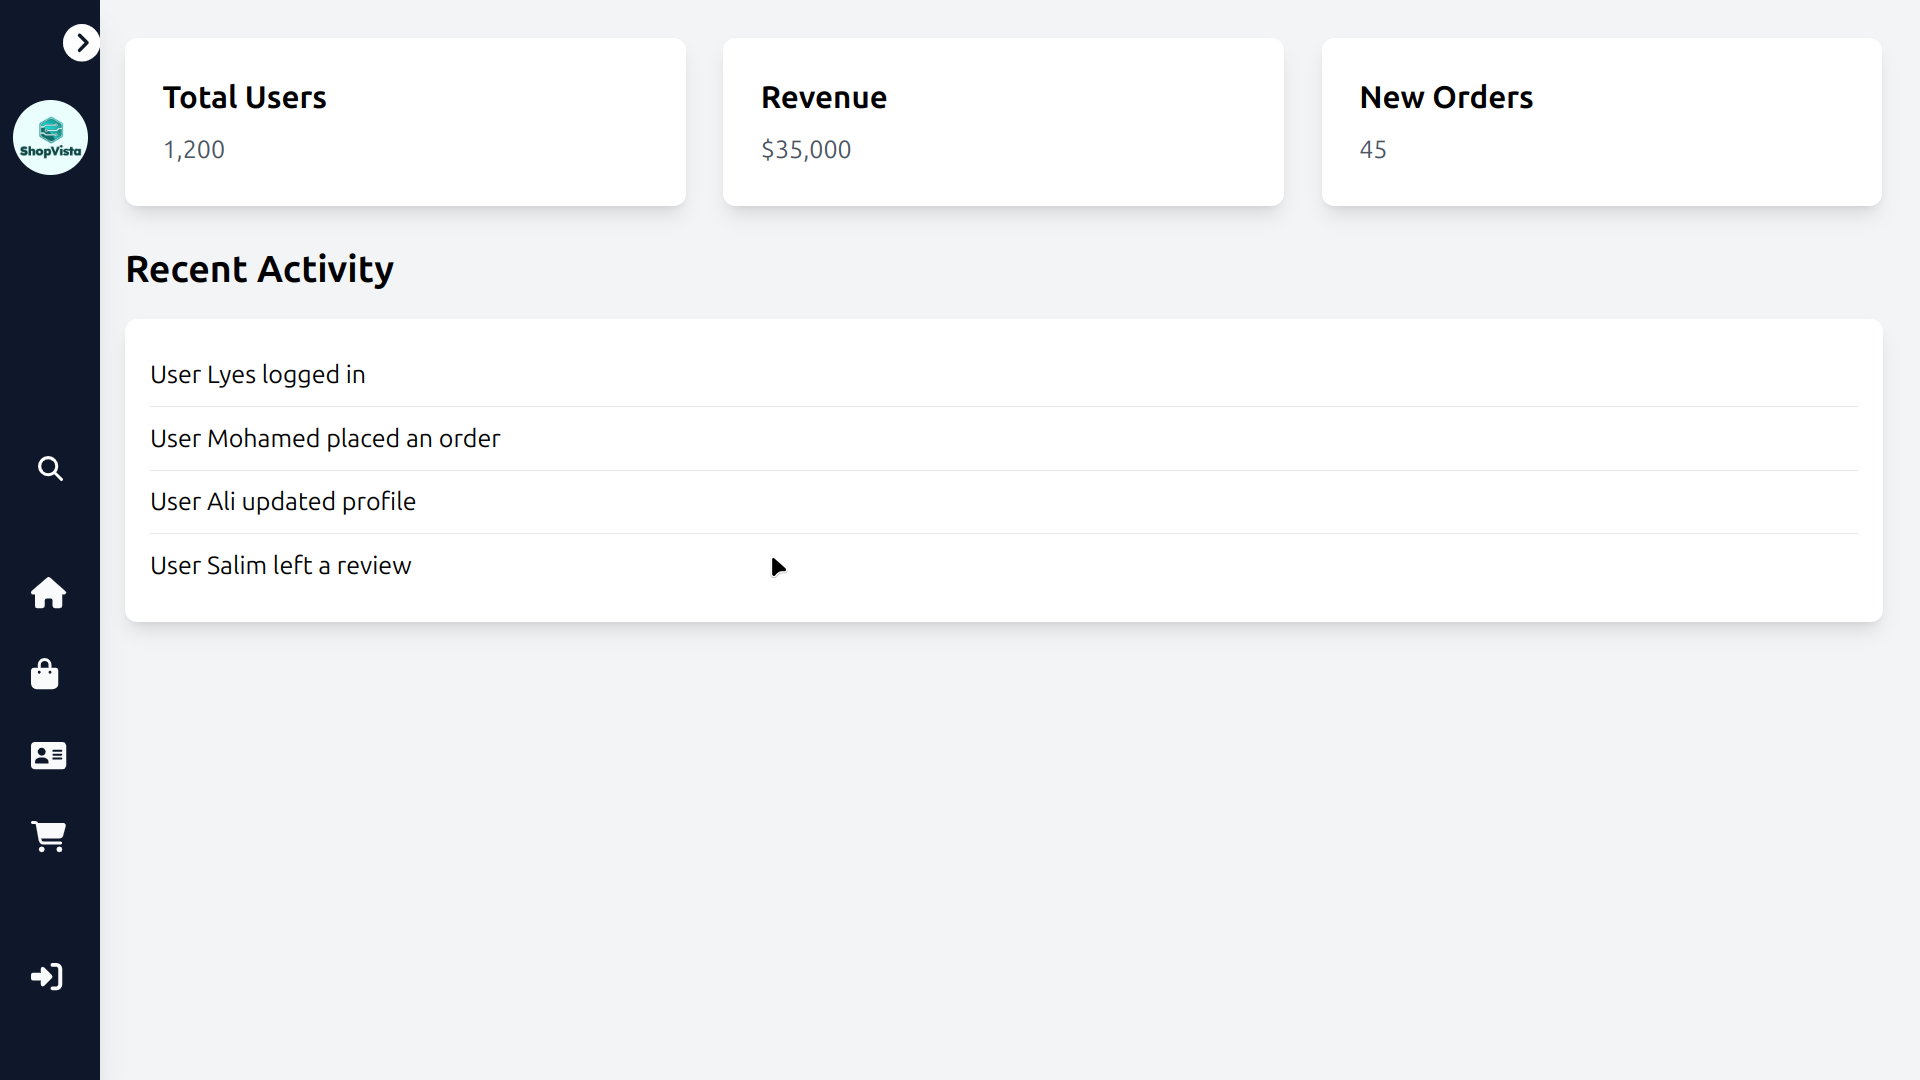 ShopVista
Total Users
1,200
Revenue
$35,000
New Orders
45
Recent Activity
User Lyes logged in
User Mohamed placed an order
User Ali updated profile
User Salim left a review